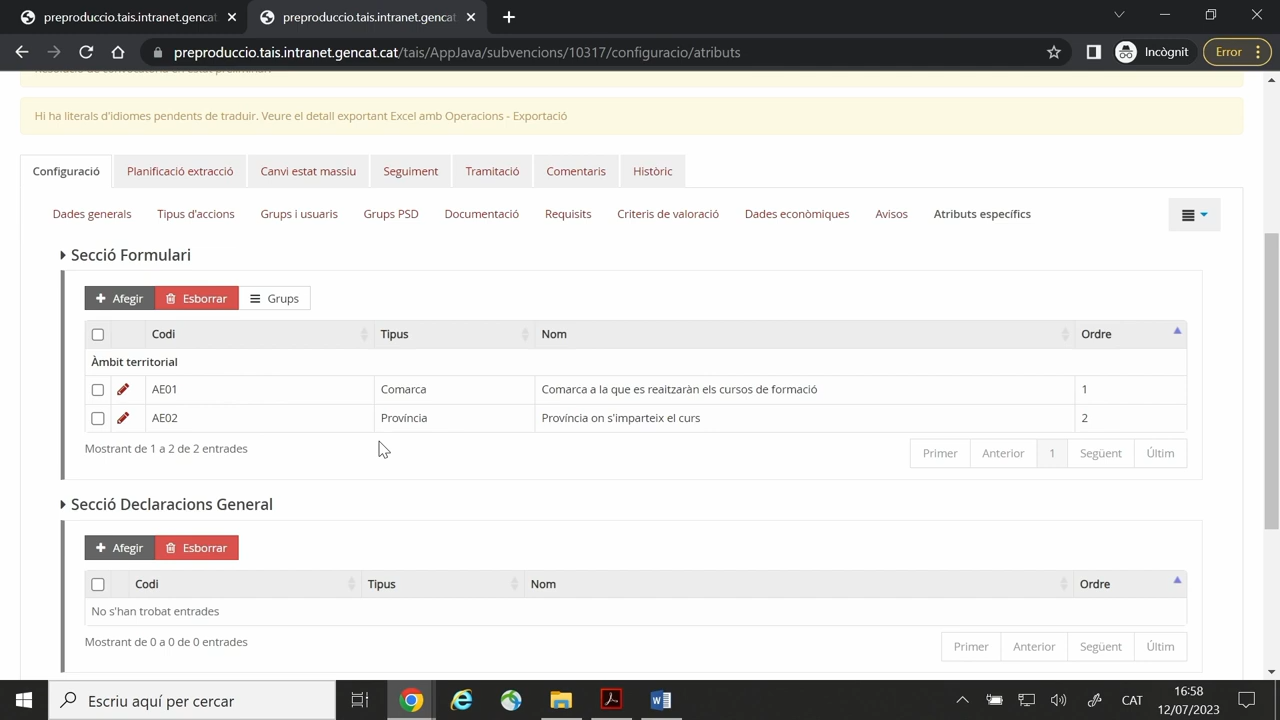 preproduccio.tais.intranet.gencat
preproduccio.tais.intranet.gencat
preproduccio.tais.intranet.gencat.cat/tais/AppJava/subvencions/10317/configuracio/atributs
Incògnit
Error
Hi ha literals d'idiomes pendents de traduir. Veure el detall exportant Excel amb Operacions - Exportació
Configuració Planificació extracció Canvi estat massiu Seguiment Tramitació Comentaris Històric
Dades generals Tipus d'accions Grups i usuaris Grups PSD Documentació Requisits Criteris de valoració Dades econòmiques Avisos Atributs específics
Secció Formulari
Afegir Esborrar Grups
Codi Tipus Nom Ordre
Àmbit territorial
AE01 Comarca Comarca a la que es reaitzaràn els cursos de formació 1
AE02 Província Província on s'imparteix el curs 2
Mostrant de 1 a 2 de 2 entrades
Primer Anterior 1 Següent Últim
Secció Declaracions General
Afegir Esborrar
Codi Tipus Nom Ordre
No s'han trobat entrades
Mostrant de 0 a 0 de 0 entrades
Primer Anterior Següent Últim
Escriu aquí per cercar
CAT
16:58
12/07/2023